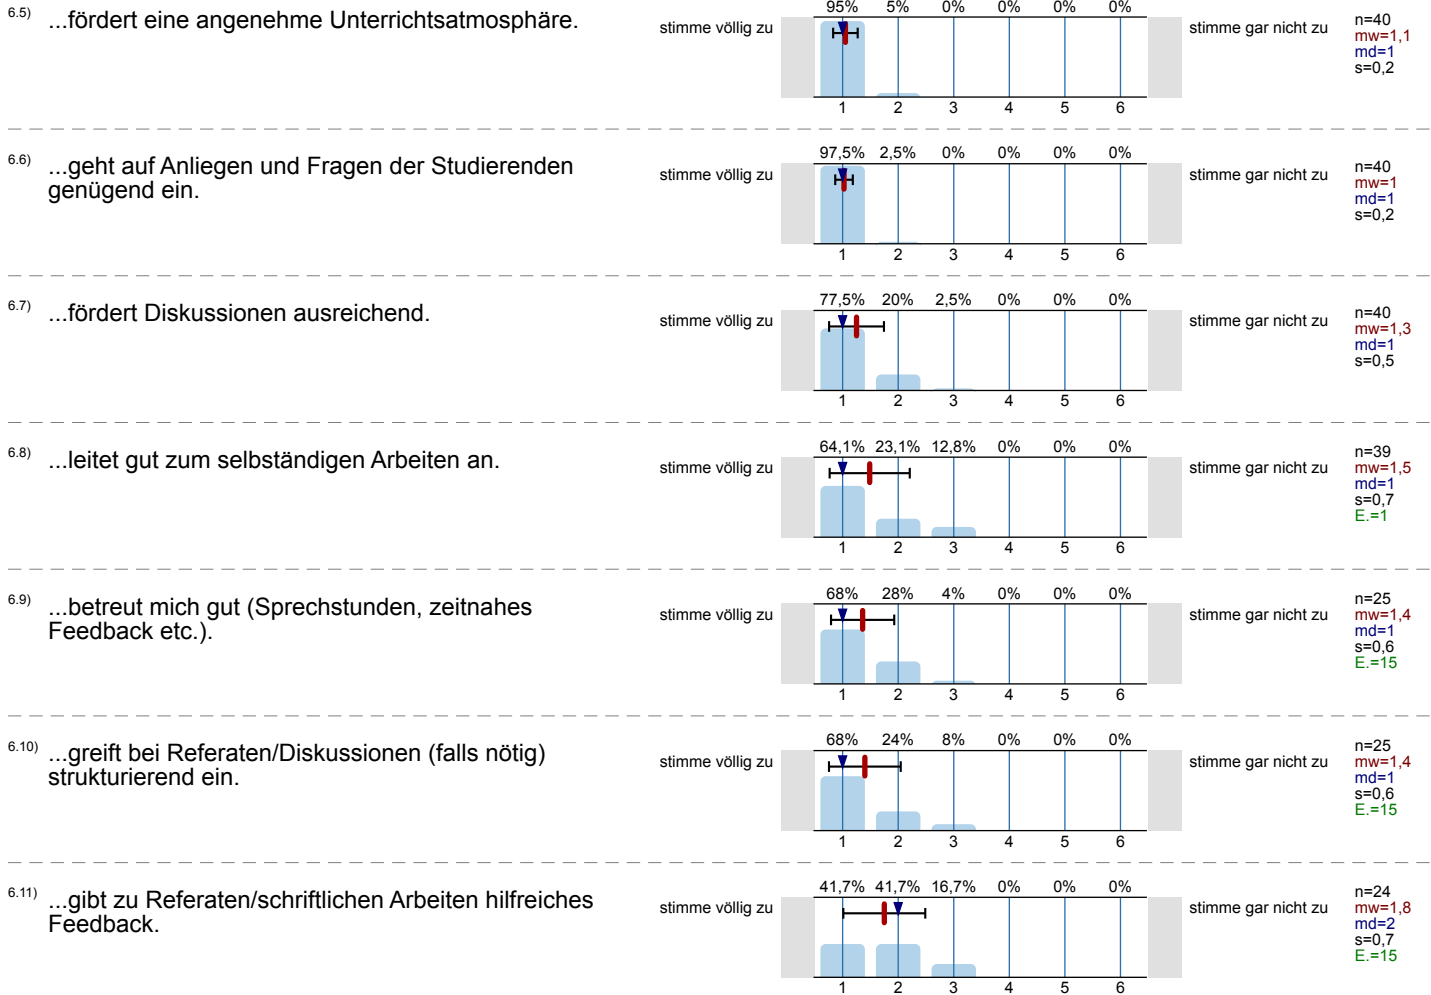 6.5) ...fördert eine angenehme Unterrichtsatmosphäre.
stimme völlig zu
95% 5% 0% 0% 0% 0%
1 2 3 4 5 6
stimme gar nicht zu
n=40
mw=1,1
md=1
s=0,2
6.6) ...geht auf Anliegen und Fragen der Studierenden
genügend ein.
stimme völlig zu
97,5% 2,5% 0% 0% 0% 0%
1 2 3 4 5 6
stimme gar nicht zu
n=40
mw=1
md=1
s=0,2
6.7) ...fördert Diskussionen ausreichend.
stimme völlig zu
77,5% 20% 2,5% 0% 0% 0%
1 2 3 4 5 6
stimme gar nicht zu
n=40
mw=1,3
md=1
s=0,5
6.8) ...leitet gut zum selbständigen Arbeiten an.
stimme völlig zu
64,1% 23,1% 12,8% 0% 0% 0%
1 2 3 4 5 6
stimme gar nicht zu
n=39
mw=1,5
md=1
s=0,7
E.=1
6.9) ...betreut mich gut (Sprechstunden, zeitnahes
Feedback etc.).
stimme völlig zu
68% 28% 4% 0% 0% 0%
1 2 3 4 5 6
stimme gar nicht zu
n=25
mw=1,4
md=1
s=0,6
E.=15
6.10) ...greift bei Referaten/Diskussionen (falls nötig)
strukturierend ein.
stimme völlig zu
68% 24% 8% 0% 0% 0%
1 2 3 4 5 6
stimme gar nicht zu
n=25
mw=1,4
md=1
s=0,6
E.=15
6.11) ...gibt zu Referaten/schriftlichen Arbeiten hilfreiches
Feedback.
stimme völlig zu
41,7% 41,7% 16,7% 0% 0% 0%
1 2 3 4 5 6
stimme gar nicht zu
n=24
mw=1,8
md=2
s=0,7
E.=15